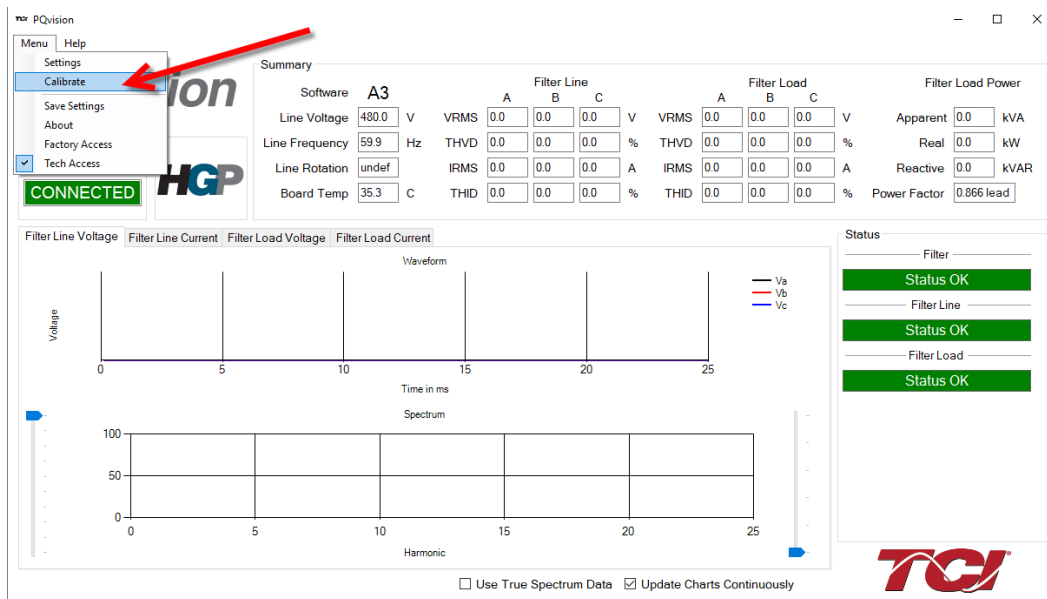 TCI PQvision
Menu Help
Settings
Calibrate
Save Settings
About
Factory Access
Tech Access
ion
CONNECTED
HGP
Summary
Software A3
Line Voltage 480.0 V
Line Frequency 59.9 Hz
Line Rotation undef
Board Temp 35.3 C
Filter Line
A B C
VRMS 0.0 0.0 0.0 V
THVD 0.0 0.0 0.0 %
IRMS 0.0 0.0 0.0 A
THID 0.0 0.0 0.0 %
Filter Load
A B C
VRMS 0.0 0.0 0.0 V
THVD 0.0 0.0 0.0 %
IRMS 0.0 0.0 0.0 A
THID 0.0 0.0 0.0 %
Filter Load Power
Apparent 0.0 kVA
Real 0.0 kW
Reactive 0.0 kVAR
Power Factor 0.866 lead
Filter Line Voltage Filter Line Current Filter Load Voltage Filter Load Current
Waveform
Voltage
Va
Vb
Vc
0 5 10 15 20 25
Time in ms
Spectrum
100
50
0
0 5 10 15 20 25
Harmonic
Use True Spectrum Data Update Charts Continuously
Status
Filter
Status OK
Filter Line
Status OK
Filter Load
Status OK
TCI